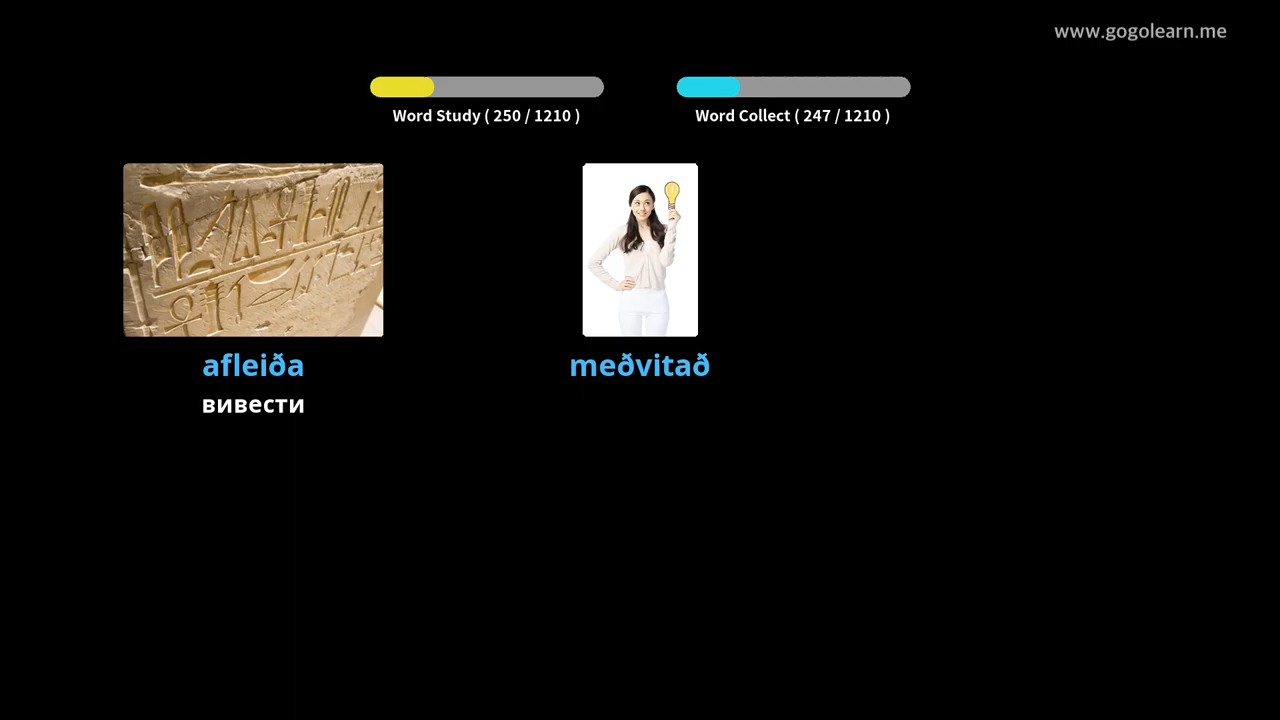 www.gogolearn.me
Word Study ( 250 / 1210 )
Word Collect ( 247 / 1210 )
afleiða
вивести
meðvitað